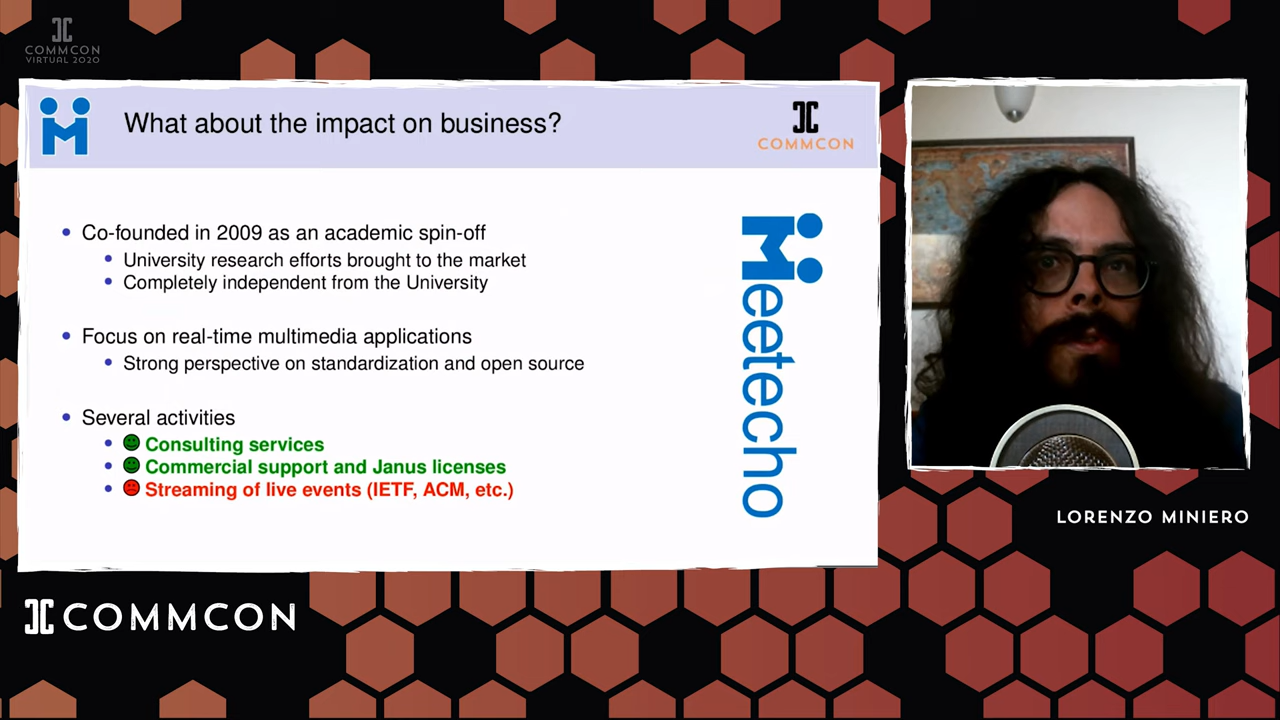 COMMCON
VIRTUAL 2020
What about the impact on business?
COMMCON
Co-founded in 2009 as an academic spin-off
University research efforts brought to the market
Completely independent from the University
Focus on real-time multimedia applications
Strong perspective on standardization and open source
Several activities
Consulting services
Commercial support and Janus licenses
Streaming of live events (IETF, ACM, etc.)
Meetecho
LORENZO MINIERO
COMMCON